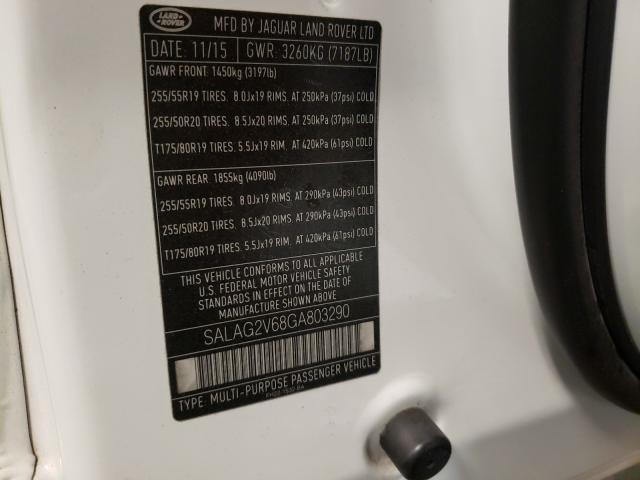 LAND ROVER
MFD BY JAGUAR LAND ROVER LTD
DATE: 11/15 GWR: 3260KG (7187LB)
GAWR FRONT: 1450kg (3197lb)
255/55R19 TIRES. 8.0Jx19 RIMS. AT 250kPa (37psi) COLD
255/50R20 TIRES. 8.5Jx20 RIMS. AT 250kPa (37psi) COLD
T175/80R19 TIRES. 5.5Jx19 RIM. AT 420kPa (61psi) COLD
GAWR REAR 1855kg (4090lb)
255/55R19 TIRES 8.0Jx19 RIMS. AT 290kPa (43psi) COLD
255/50R20 TIRES 8.5Jx20 RIMS. AT 290kPa (43psi) COLD
T175/80R19 TIRES. 5.5Jx19 RIM. AT 420kPa (61psi) COLD
THIS VEHICLE CONFORMS TO ALL APPLICABLE
U.S. FEDERAL MOTOR VEHICLE SAFETY
STANDARDS IN EFFECT ON THE DATE OF
MANUFACTURE SHOWN ABOVE.
SALAG2V68GA803290
TYPE: MULTI-PURPOSE PASSENGER VEHICLE